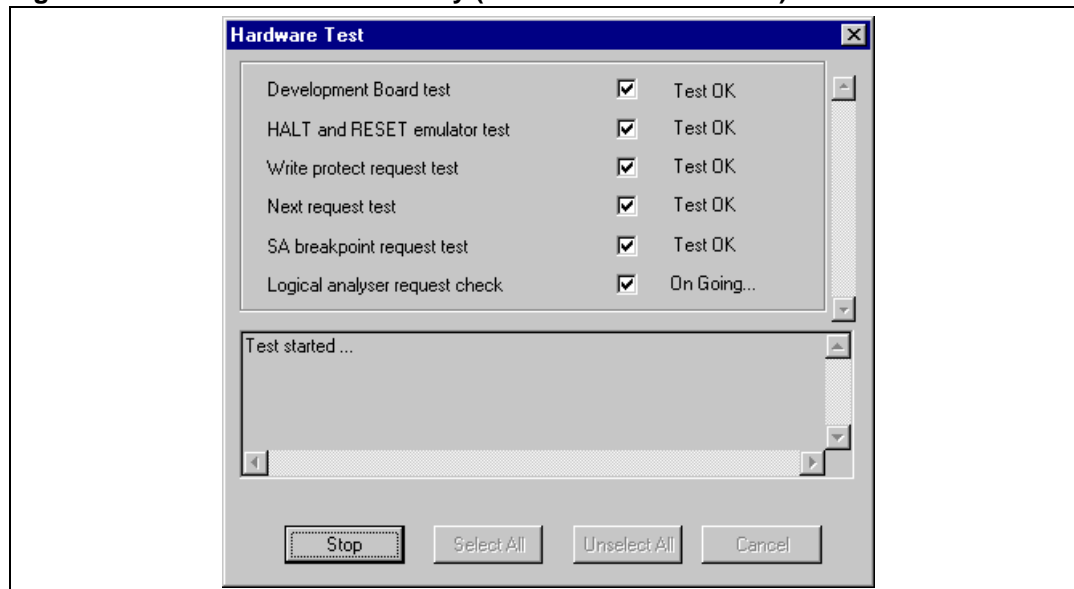 Hardware Test
Development Board test Test OK
HALT and RESET emulator test Test OK
Write protect request test Test OK
Next request test Test OK
SA breakpoint request test Test OK
Logical analyser request check On Going...
Test started ...
Stop Select All Unselect All Cancel